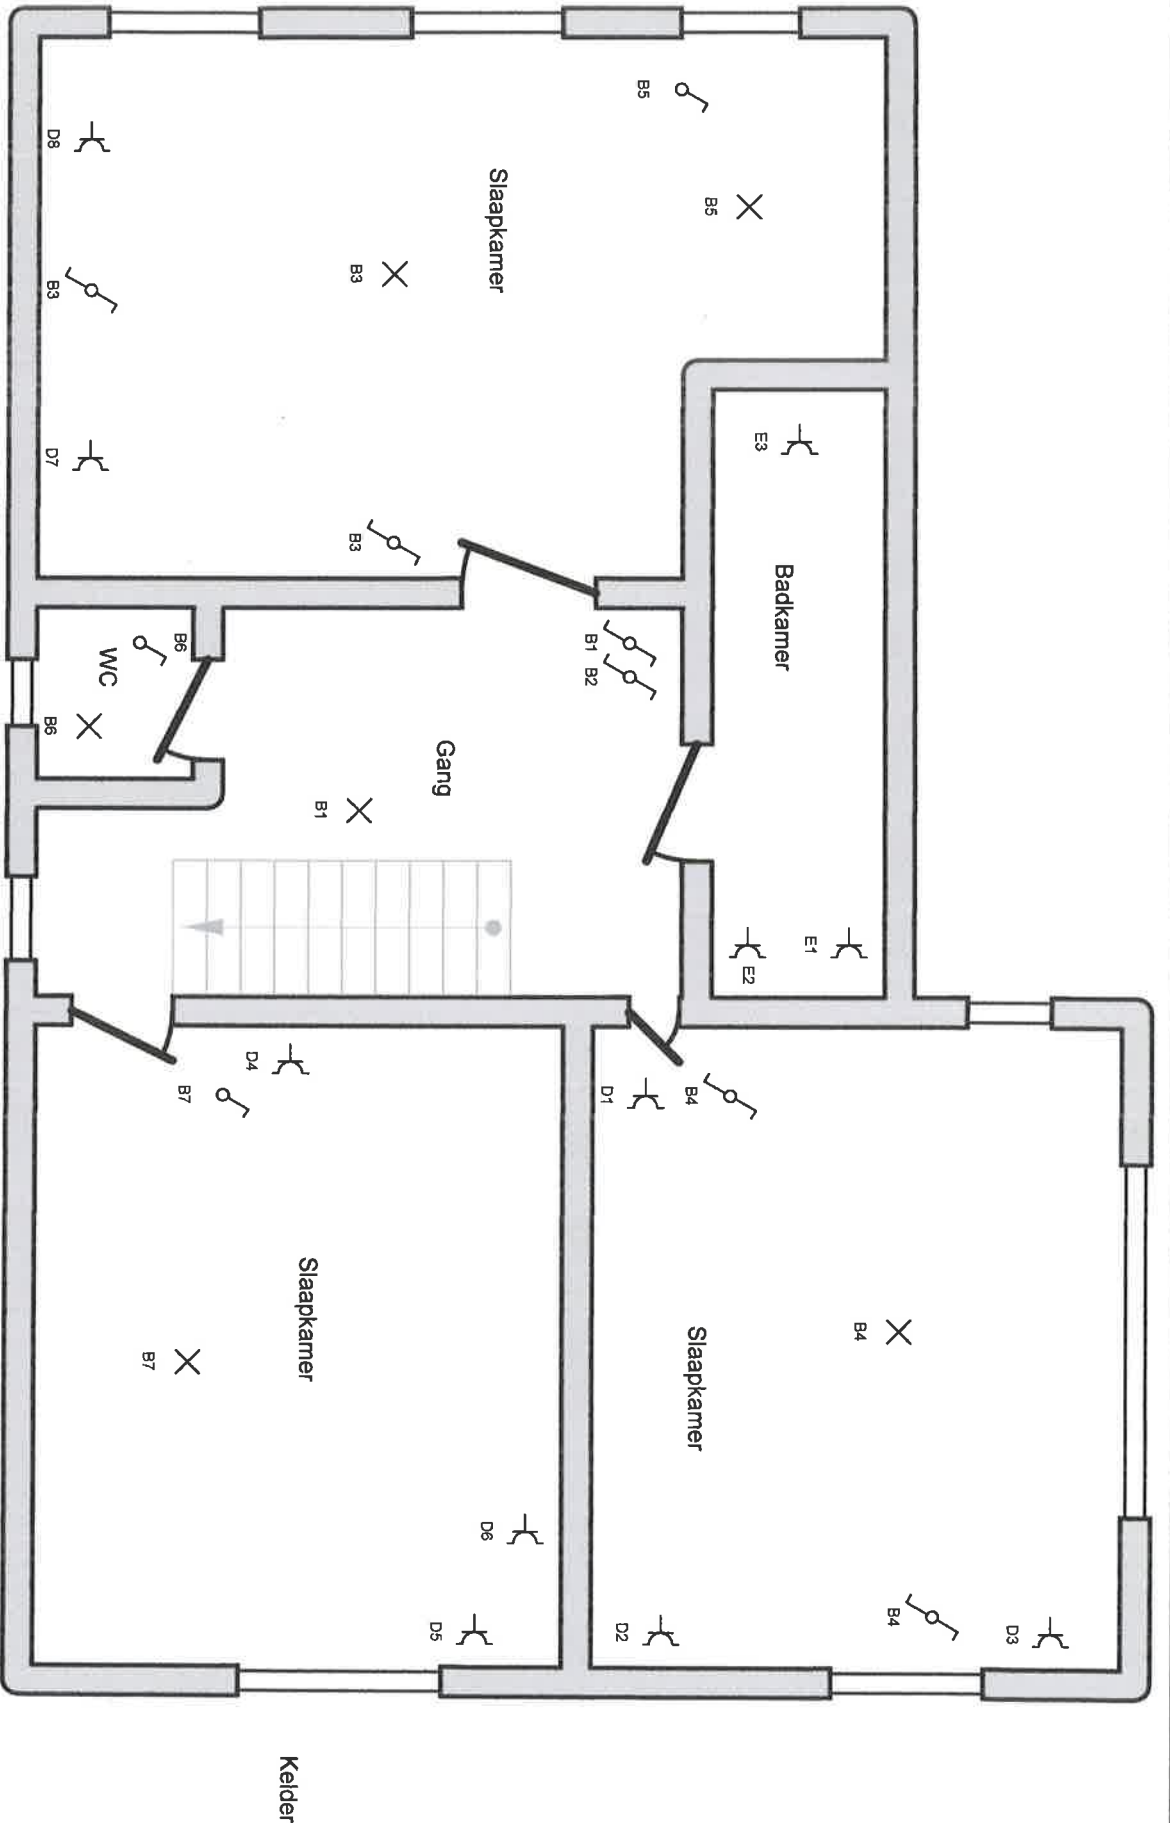 B5
D8
Slaapkamer
B5
B3
B3
D7
E3
B3
Badkamer
B1
B2
B6
WC
B6
Gang
B1
E1
E2
D4
B7
D1
B4
Slaapkamer
B7
Slaapkamer
B4
D6
D5
D2
B4
D3
Kelder